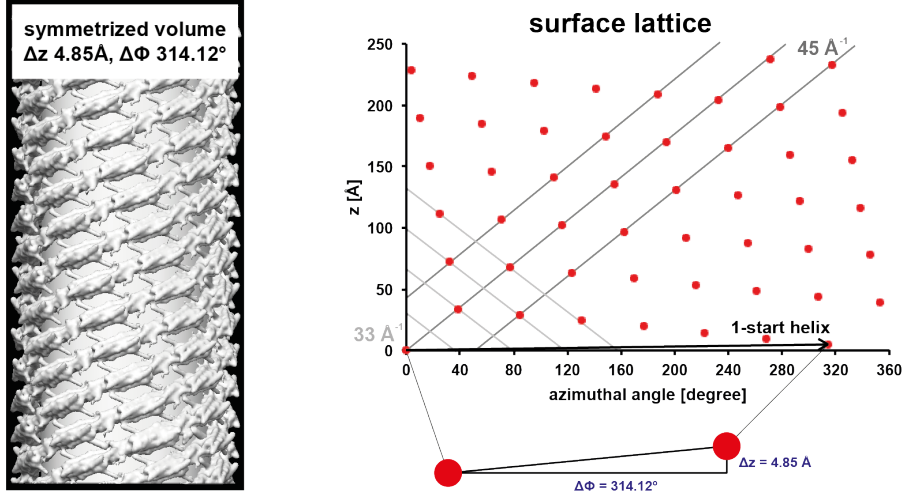 symmetrized volume
Δz 4.85Å, ΔΦ 314.12°
surface lattice
250
45 Å⁻¹
200
150
z [Å]
100
50
33 Å⁻¹
1-start helix
0
0 40 80 120 160 200 240 280 320 360
azimuthal angle [degree]
Δz = 4.85 Å
ΔΦ = 314.12°